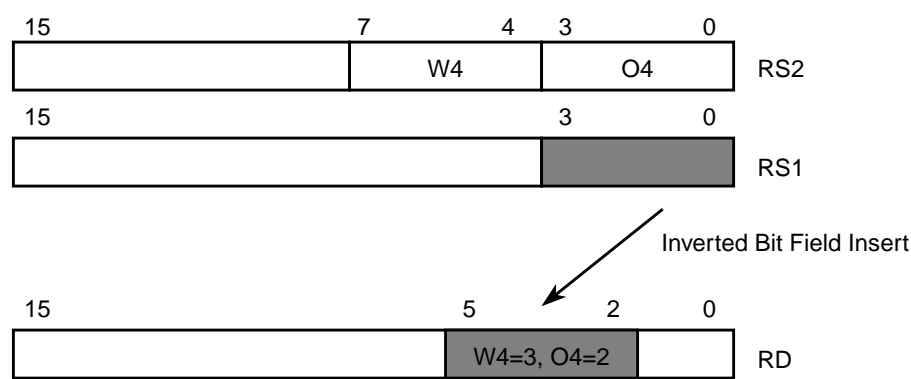 15 7 4 3 0
W4 O4 RS2
15 3 0
RS1
Inverted Bit Field Insert
15 5 2 0
W4=3, O4=2 RD